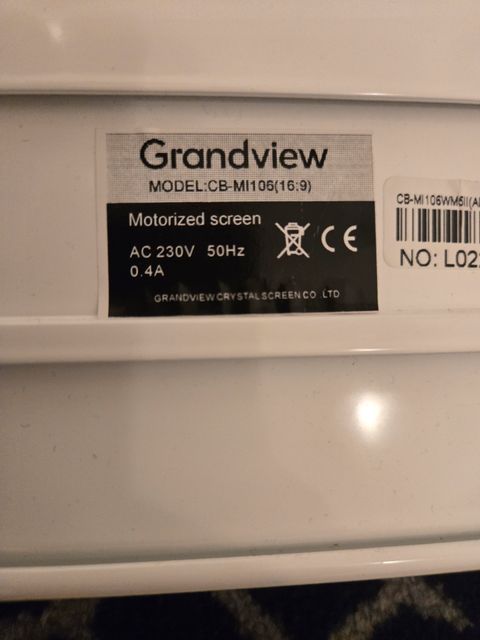 Grandview
MODEL:CB-MI106(16:9)
Motorized screen
AC 230V 50Hz
0.4A
CE
GRANDVIEW CRYSTAL SCREEN CO .LTD
CB-MI106WM5II(A
NO: L02